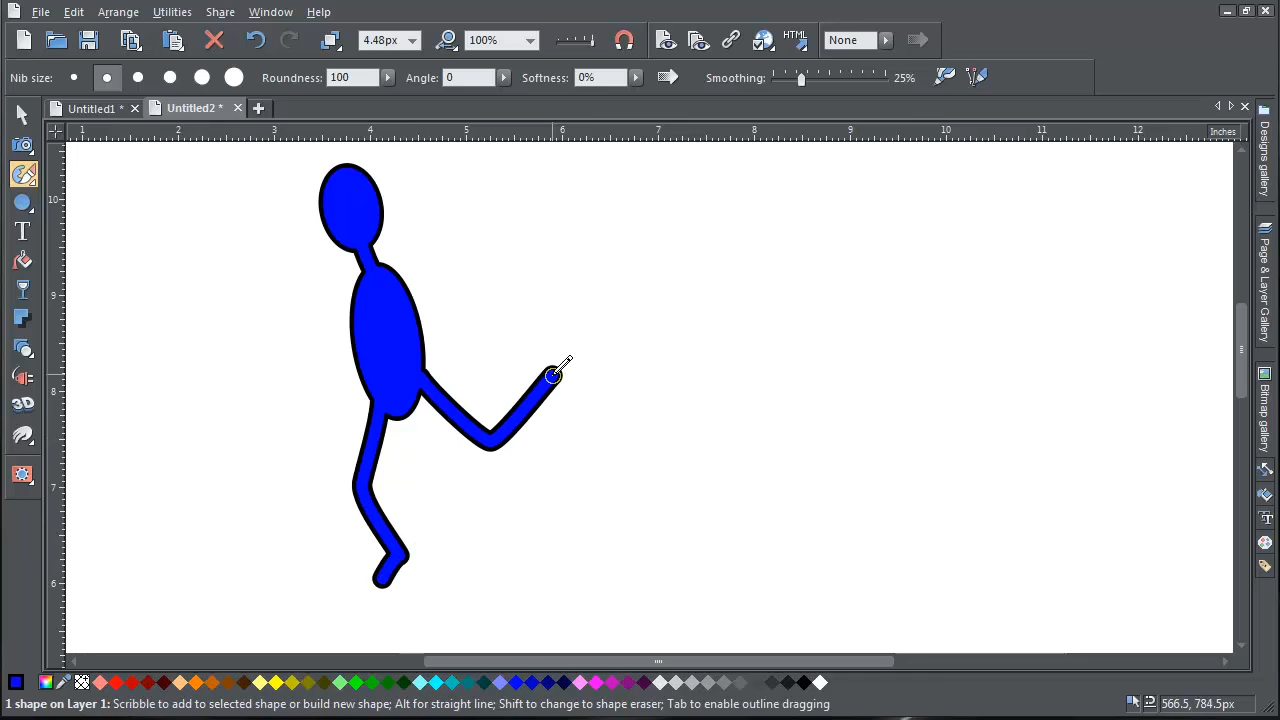 File Edit Arrange Utilities Share Window Help
4.48px 100% HTML None
Nib size: Roundness: 100 Angle: 0 Softness: 0% Smoothing: 25%
Untitled1 * Untitled2 *
1 2 3 4 5 6 7 8 9 10 11 12 Inches
10
9
8
7
6
T
3D
Designs gallery
Page & Layer Gallery
Bitmap gallery
1 shape on Layer 1: Scribble to add to selected shape or build new shape; Alt for straight line; Shift to change to shape eraser; Tab to enable outline dragging 566.5, 784.5px